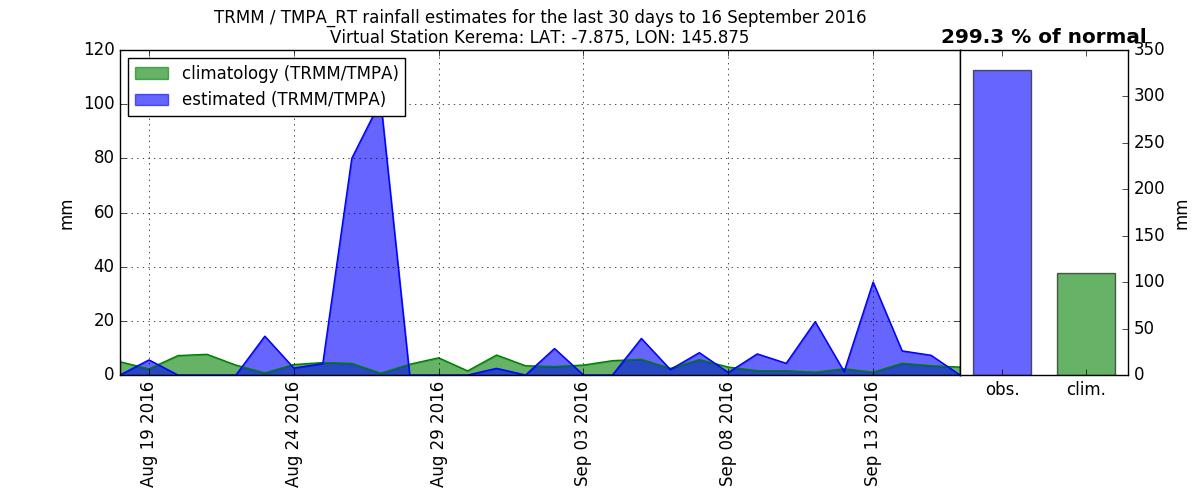 TRMM / TMPA_RT rainfall estimates for the last 30 days to 16 September 2016
Virtual Station Kerema: LAT: -7.875, LON: 145.875
299.3 % of normal
climatology (TRMM/TMPA)
estimated (TRMM/TMPA)
120
100
80
60
40
20
0
mm
Aug 19 2016
Aug 24 2016
Aug 29 2016
Sep 03 2016
Sep 08 2016
Sep 13 2016
obs.
clim.
350
300
250
200
150
100
50
0
mm